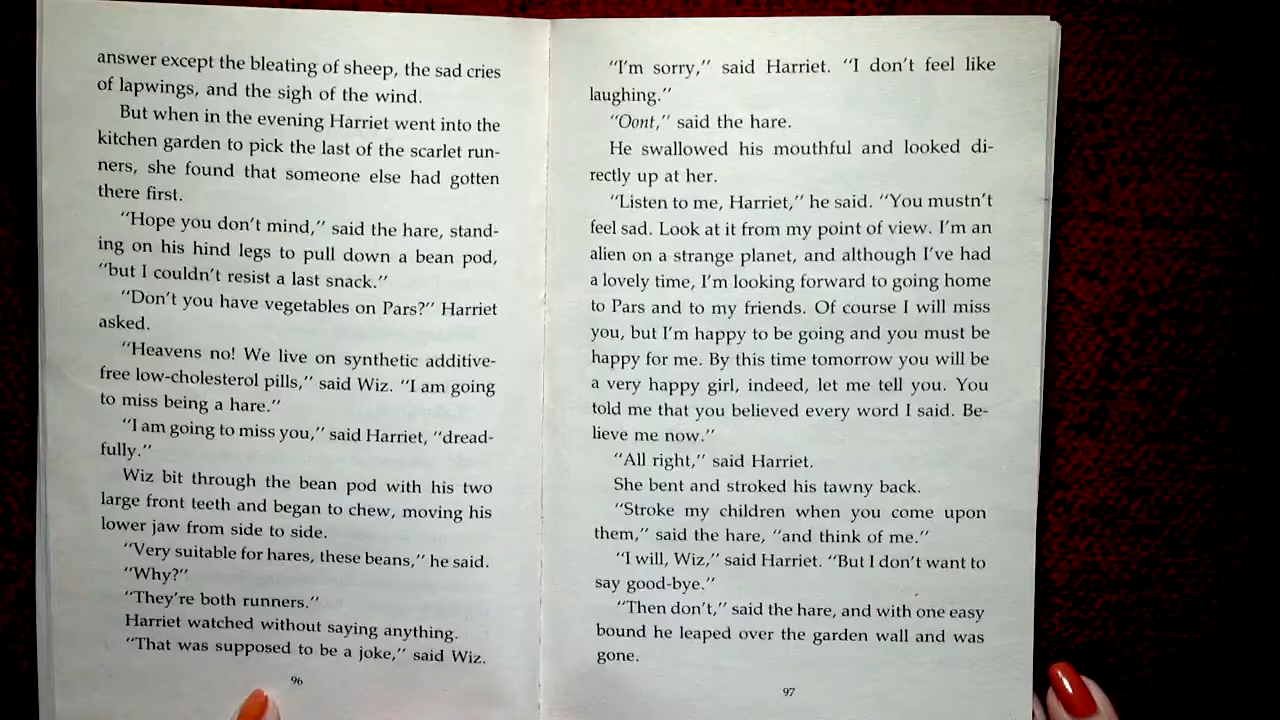 answer except the bleating of sheep, the sad cries
of lapwings, and the sigh of the wind.
But when in the evening Harriet went into the
kitchen garden to pick the last of the scarlet run-
ners, she found that someone else had gotten
there first.
"Hope you don't mind," said the hare, stand-
ing on his hind legs to pull down a bean pod,
"but I couldn't resist a last snack."
"Don't you have vegetables on Pars?" Harriet
asked.
"Heavens no! We live on synthetic additive-
free low-cholesterol pills," said Wiz. "I am going
to miss being a hare."
"I am going to miss you," said Harriet, "dread-
fully."
Wiz bit through the bean pod with his two
large front teeth and began to chew, moving his
lower jaw from side to side.
"Very suitable for hares, these beans," he said.
"Why?"
"They're both runners."
Harriet watched without saying anything.
"That was supposed to be a joke," said Wiz.
96
"I'm sorry," said Harriet. "I don't feel like
laughing."
"Oont," said the hare.
He swallowed his mouthful and looked di-
rectly up at her.
"Listen to me, Harriet," he said. "You mustn't
feel sad. Look at it from my point of view. I'm an
alien on a strange planet, and although I've had
a lovely time, I'm looking forward to going home
to Pars and to my friends. Of course I will miss
you, but I'm happy to be going and you must be
happy for me. By this time tomorrow you will be
a very happy girl, indeed, let me tell you. You
told me that you believed every word I said. Be-
lieve me now."
"All right," said Harriet.
She bent and stroked his tawny back.
"Stroke my children when you come upon
them," said the hare, "and think of me."
"I will, Wiz," said Harriet. "But I don't want to
say good-bye."
"Then don't," said the hare, and with one easy
bound he leaped over the garden wall and was
gone.
97